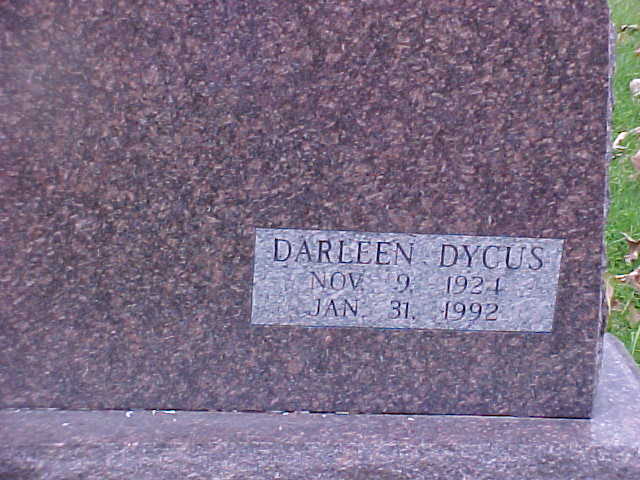 DARLEEN DYCUS
NOV. 9, 1924
JAN. 31, 1992